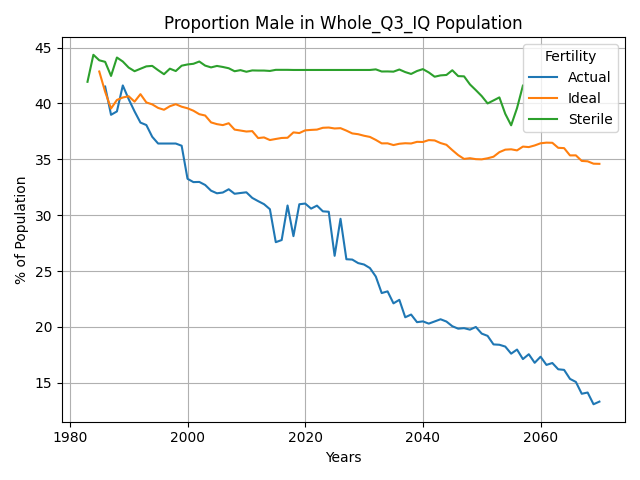 Proportion Male in Whole_Q3_IQ Population
% of Population
45
40
35
30
25
20
15
Fertility
Actual
Ideal
Sterile
1980 2000 2020 2040 2060
Years